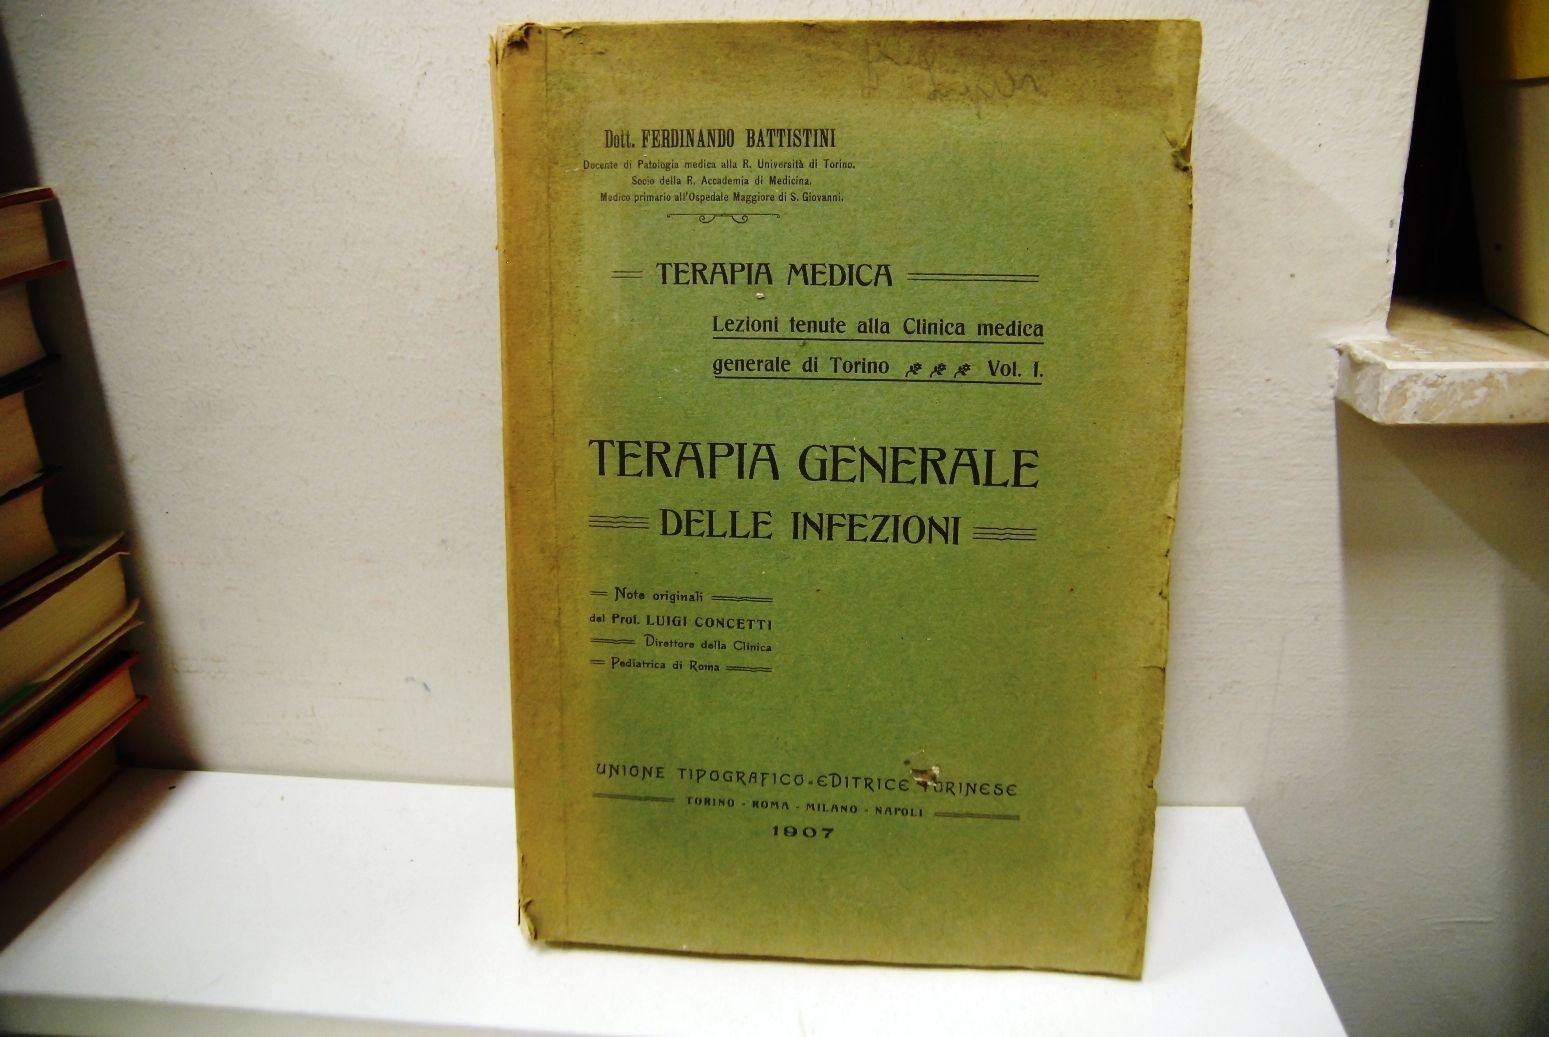 Dott. FERDINANDO BATTISTINI
Docente di Patologia medica alla R. Università di Torino.
Socio della R. Accademia di Medicina.
Medico primario all'Ospedale Maggiore di S. Giovanni.
TERAPIA MEDICA
Lezioni tenute alla Clinica medica
generale di Torino Vol. I.
TERAPIA GENERALE
DELLE INFEZIONI
Note originali
del Prof. LUIGI CONCETTI
Direttore della Clinica
Pediatrica di Roma
UNIONE TIPOGRAFICO-EDITRICE TORINESE
TORINO - ROMA - MILANO - NAPOLI
1907